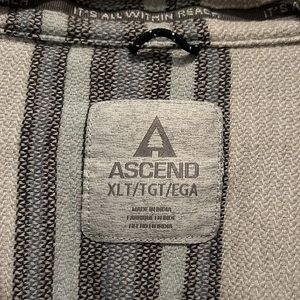 IT'S ALL WITHIN REACH
ASCEND
XLT/TGT/EGA
MADE IN INDIA
FABRIQUÉ EN INDE
HECHO EN INDIA